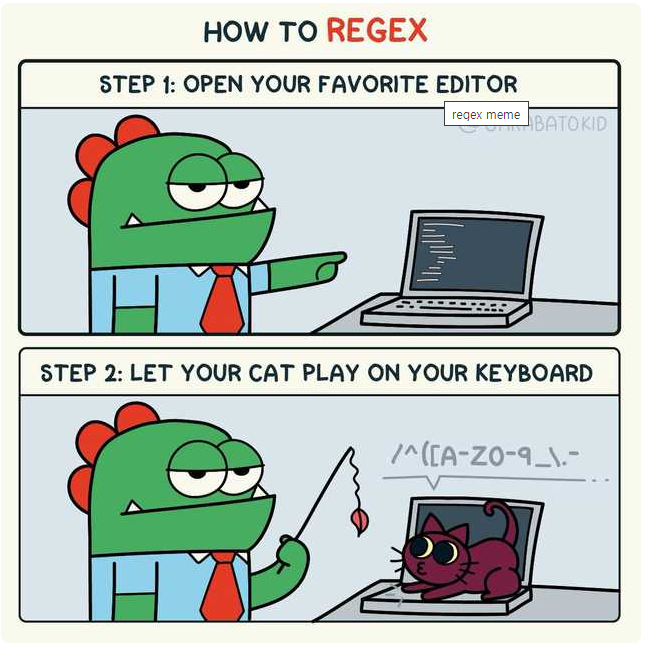 HOW TO REGEX
STEP 1: OPEN YOUR FAVORITE EDITOR
regex meme
STEP 2: LET YOUR CAT PLAY ON YOUR KEYBOARD
/^([A-Z0-9_\.-